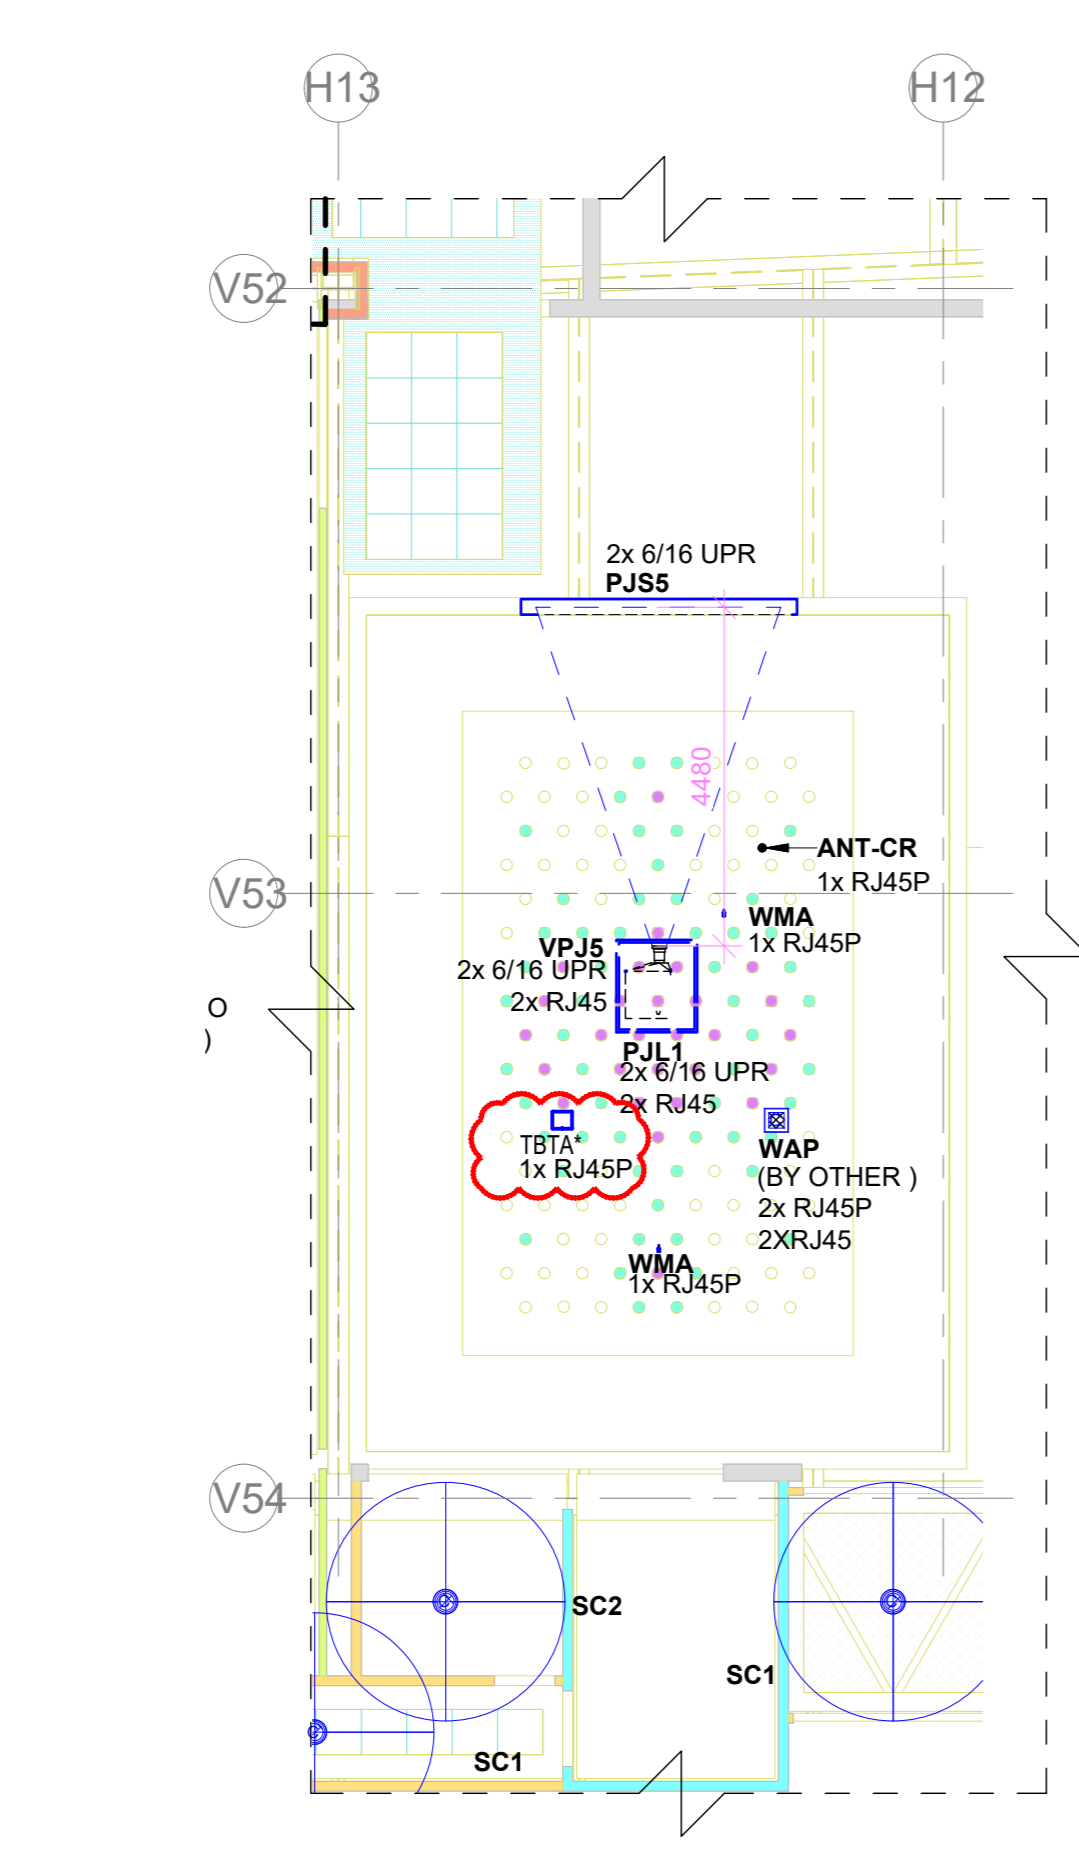 H13
H12
V52
2x 6/16 UPR
PJS5
4480
ANT-CR
1x RJ45P
V53
WMA
1x RJ45P
VPJ5
2x 6/16 UPR
2x RJ45
O
)
PJL1
2x 6/16 UPR
2x RJ45
TBTA*
1x RJ45P
WAP
(BY OTHER )
2x RJ45P
2XRJ45
WMA
1x RJ45P
V54
SC2
SC1
SC1